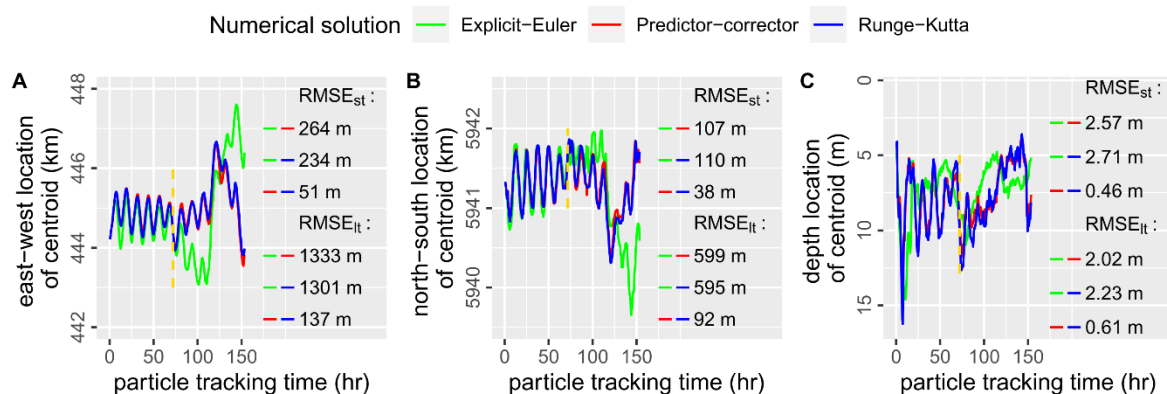 Numerical solution Explicit−Euler Predictor−corrector Runge−Kutta
A
east−west location
of centroid (km)
448
446
444
442
RMSEst :
264 m
234 m
51 m
RMSElt :
1333 m
1301 m
137 m
0 50 100 150
particle tracking time (hr)
B
north−south location
of centroid (km)
5942
5941
5940
RMSEst :
107 m
110 m
38 m
RMSElt :
599 m
595 m
92 m
0 50 100 150
particle tracking time (hr)
C
depth location
of centroid (m)
0
5
10
15
RMSEst :
2.57 m
2.71 m
0.46 m
RMSElt :
2.02 m
2.23 m
0.61 m
0 50 100 150
particle tracking time (hr)